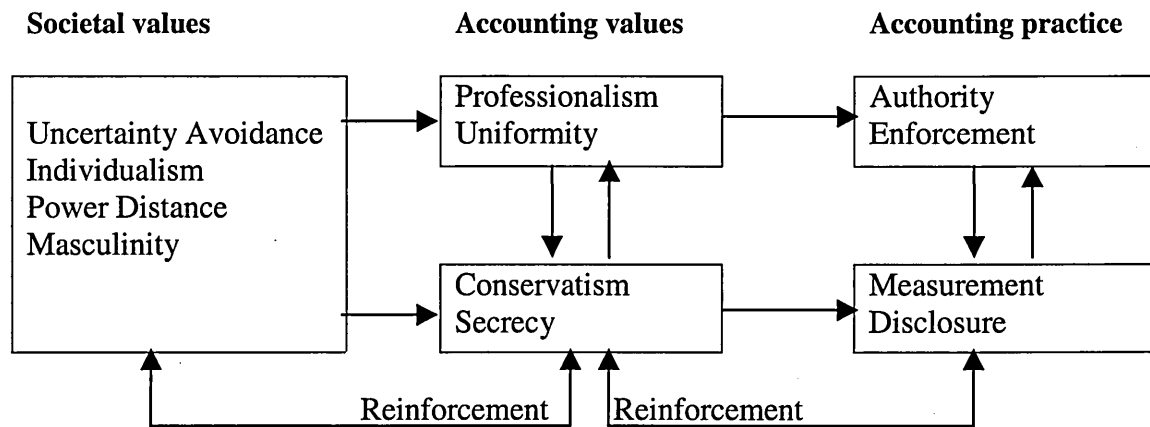 Societal values
Accounting values
Accounting practice
Uncertainty Avoidance
Individualism
Power Distance
Masculinity
Professionalism
Uniformity
Authority
Enforcement
Conservatism
Secrecy
Measurement
Disclosure
Reinforcement
Reinforcement